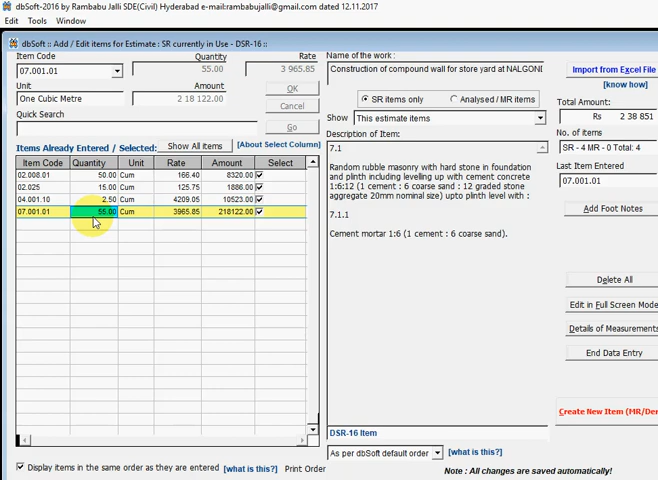 dbSoft-2016 by Rambabu Jalli SDE(Civil) Hyderabad e-mail:rambabujalli@gmail.com dated 12.11.2017
Edit Tools Window
dbSoft :: Add / Edit items for Estimate : SR currently in Use - DSR-16 ::
Item Code Quantity Rate
07.001.01 55.00 3 965.85
Unit Amount OK
One Cubic Metre 2 18 122.00
Cancel
Quick Search
Go
Items Already Entered / Selected: Show All items [About Select Column]
Item Code Quantity Unit Rate Amount Select
02.008.01 50.00 Cum 166.40 8320.00
02.025 15.00 Cum 125.75 1886.00
04.001.10 2.50 Cum 4209.05 10523.00
07.001.01 55.00 Cum 3965.85 218122.00
Display items in the same order as they are entered [what is this?] Print Order
Name of the work :
Construction of compound wall for store yard at NALGOND
SR items only Analysed / MR items
Show This estimate items
Description of Item:
7.1
Random rubble masonry with hard stone in foundation
and plinth including levelling up with cement concrete
1:6:12 (1 cement : 6 coarse sand : 12 graded stone
aggregate 20mm nominal size) upto plinth level with :
7.1.1
Cement mortar 1:6 (1 cement : 6 coarse sand).
DSR-16 Item
As per dbSoft default order [what is this?]
Note : All changes are saved automatically!
Import from Excel File
[know how]
Total Amount:
Rs 2 38 651
No. of items
SR - 4 MR - 0 Total: 4
Last Item Entered
07.001.01
Add Foot Notes
Delete All
Edit in Full Screen Mode
Details of Measurements
End Data Entry
Create New Item (MR/Der